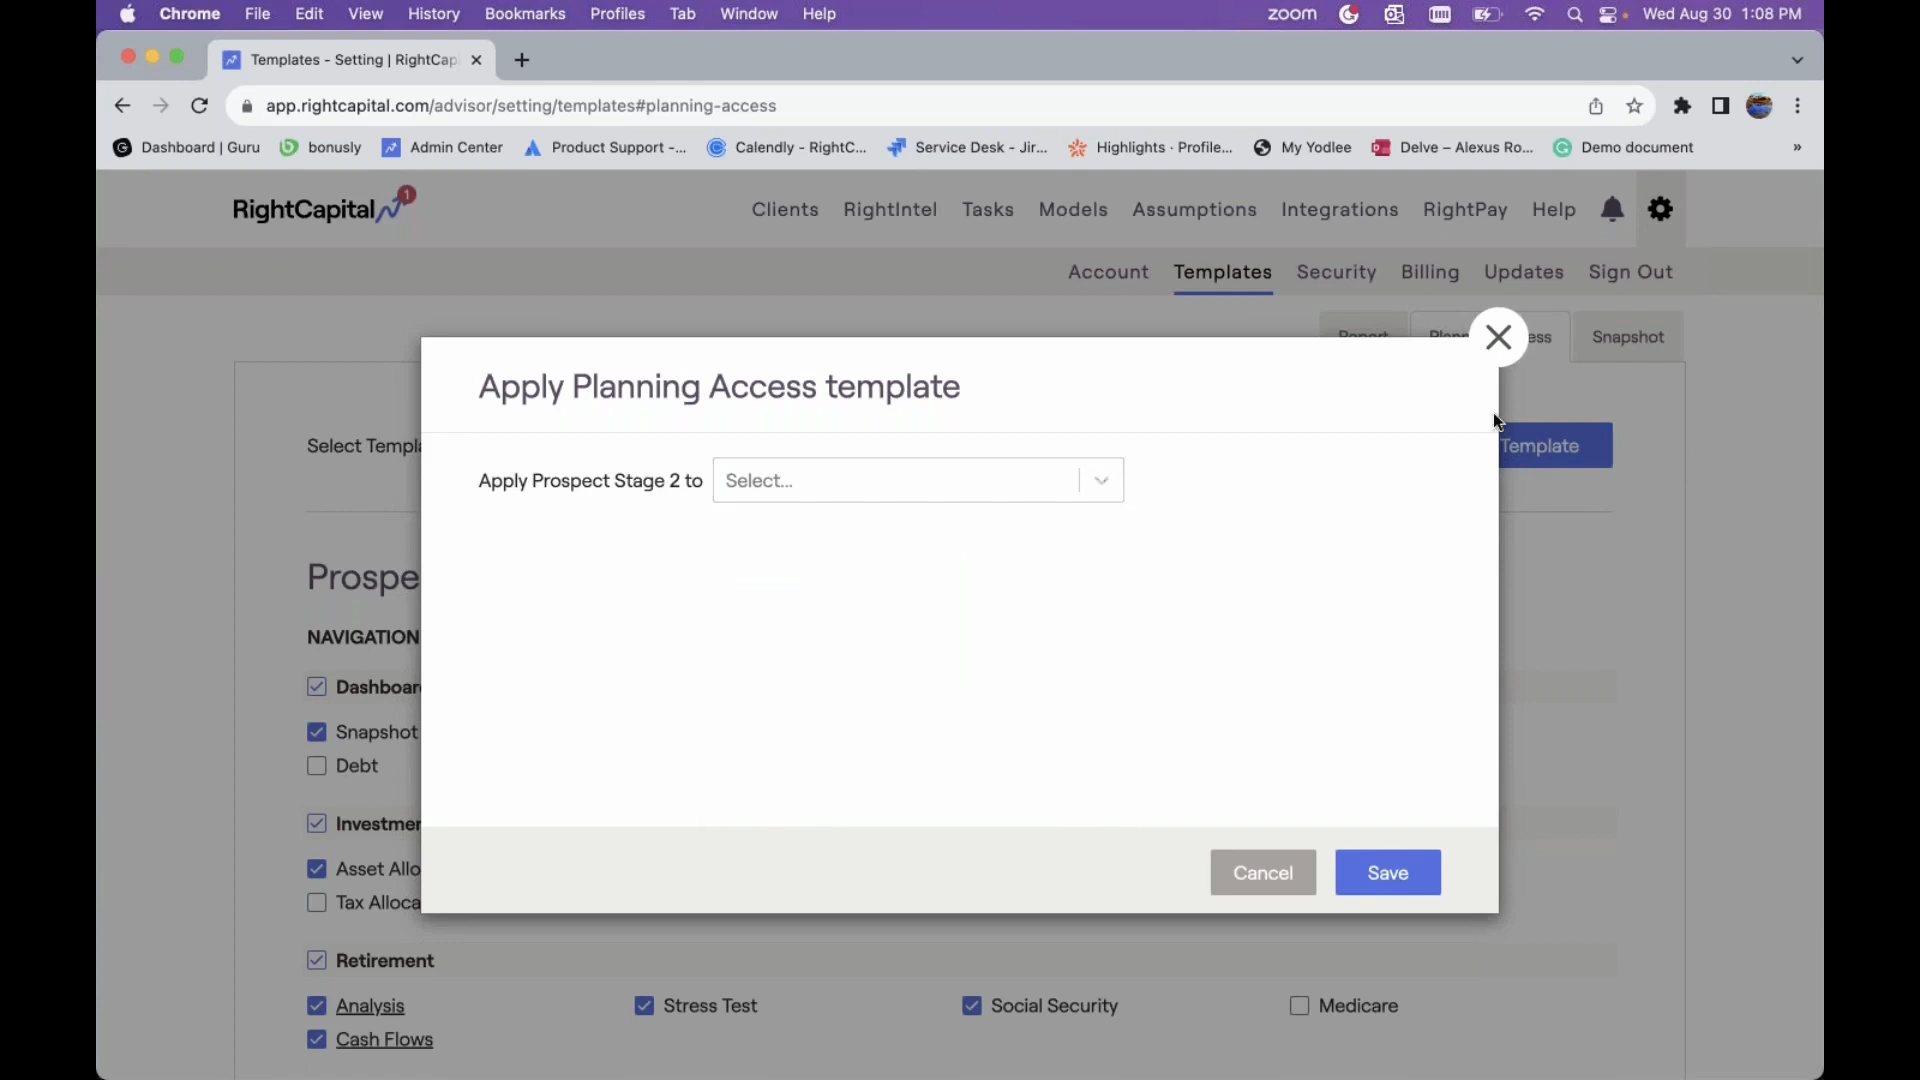 Chrome File Edit View History Bookmarks Profiles Tab Window Help zoom Wed Aug 30 1:08 PM
Templates - Setting | RightCap
app.rightcapital.com/advisor/setting/templates#planning-access
Dashboard | Guru bonusly Admin Center Product Support -... Calendly - RightC... Service Desk - Jir... Highlights · Profile... My Yodlee Delve – Alexus Ro... Demo document »
RightCapital 1 Clients RightIntel Tasks Models Assumptions Integrations RightPay Help
Account Templates Security Billing Updates Sign Out
Report Snapshot
Apply Planning Access template
Select Templa Template
Apply Prospect Stage 2 to Select...
Prospe
NAVIGATION
Dashboar
Snapshot
Debt
Investmen
Asset Allo
Tax Alloca
Cancel Save
Retirement
Analysis Stress Test Social Security Medicare
Cash Flows